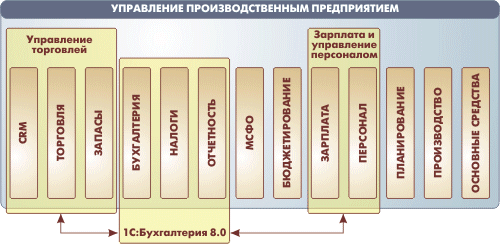 УПРАВЛЕНИЕ ПРОИЗВОДСТВЕННЫМ ПРЕДПРИЯТИЕМ
Управление
торговлей
Зарплата и
управление
персоналом
CRM
ТОРГОВЛЯ
ЗАПАСЫ
БУХГАЛТЕРИЯ
НАЛОГИ
ОТЧЕТНОСТЬ
МСФО
БЮДЖЕТИРОВАНИЕ
ЗАРПЛАТА
ПЕРСОНАЛ
ПЛАНИРОВАНИЕ
ПРОИЗВОДСТВО
ОСНОВНЫЕ СРЕДСТВА
1С:Бухгалтерия 8.0